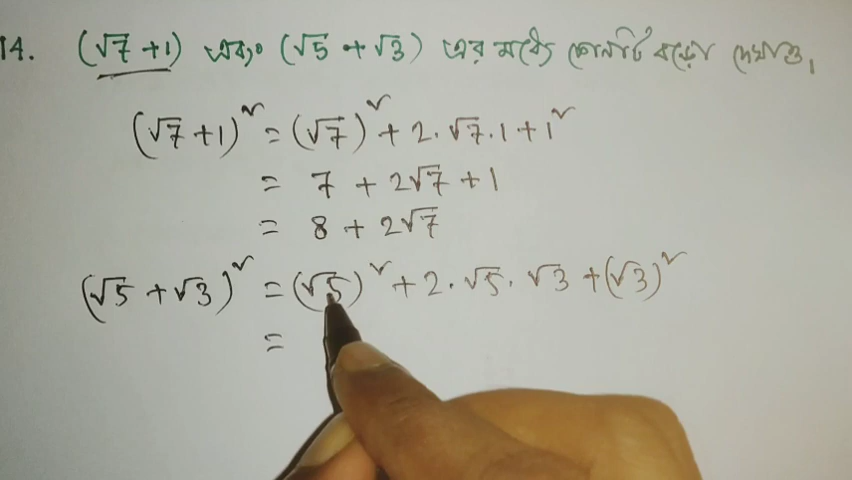 14. (√7 + 1) এবং (√5 + √3) এর মধ্যে কোনটি বড়ো দেখাও।
(√7 + 1)² = (√7)² + 2 · √7 · 1 + 1²
= 7 + 2√7 + 1
= 8 + 2√7
(√5 + √3)² = (√5)² + 2 · √5 · √3 + (√3)²
=